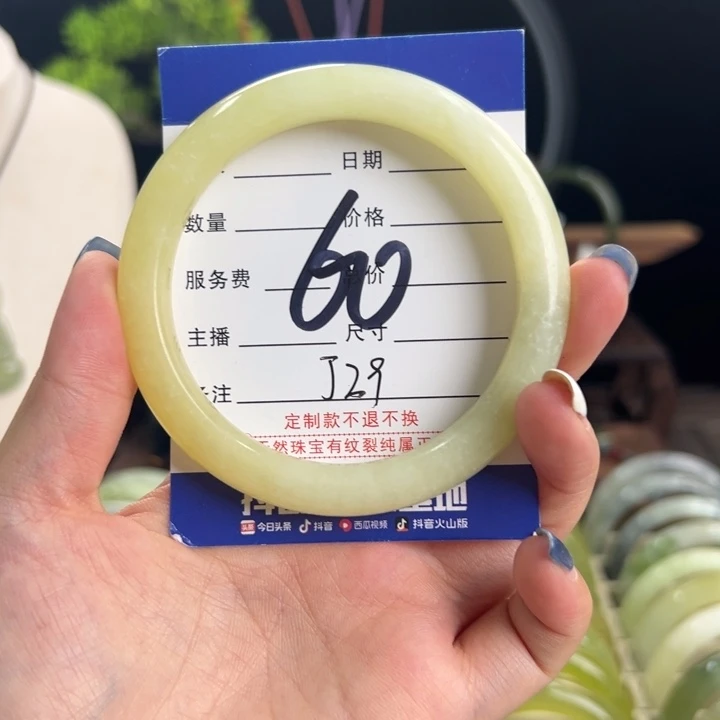 日期
数量 价格
60
服务费 价
主播 尺寸
注 J29
定制款不退不换
然珠宝有纹裂纯属正
今日头条 抖音 西瓜视频 抖音火山版